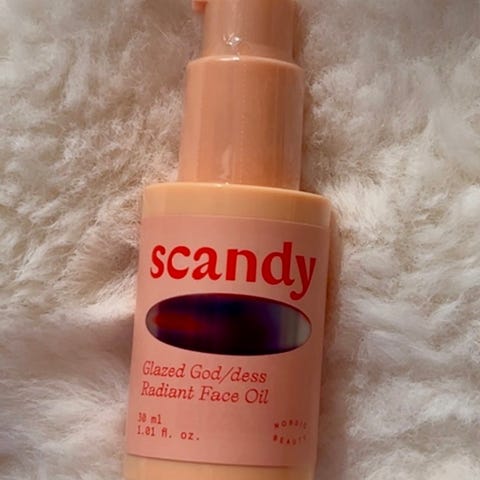 scandy
Glazed God/dess
Radiant Face Oil
30 ml
1.01 fl. oz.
NORDIC
BEAUTY